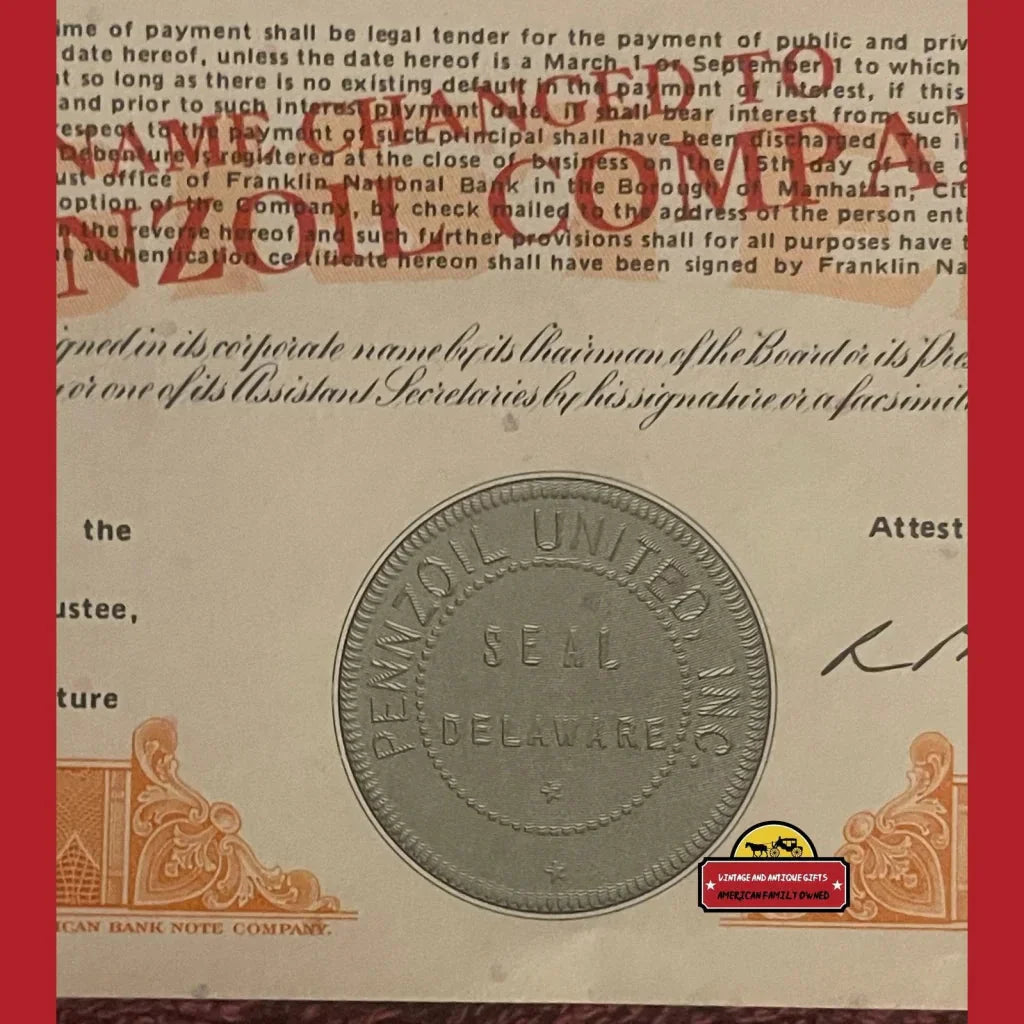 ime of payment shall be legal tender for the payment of public and priv
date hereof, unless the date hereof is a March 1 or September 1 to which
t so long as there is no existing default in the payment of interest, if this
and prior to such interest payment date, it shall bear interest from such
espect to the payment of such principal shall have been discharged. The i
Debenture is registered at the close of business on the 15th day of the c
ust office of Franklin National Bank in the Borough of Manhattan, Cit
option of the Company, by check mailed to the address of the person enti
n the reverse hereof and such further provisions shall for all purposes have t
e authentication certificate hereon shall have been signed by Franklin Na
NAME CHANGED TO
NZOIL COMPA
gned in its corporate name by its Chairman of the Board or its Pres
or one of its Assistant Secretaries by his signature or a facsimil
the
Attest
ustee,
ture
PENNZOIL UNITED, INC.
SEAL
DELAWARE
ICAN BANK NOTE COMPANY.
VINTAGE AND ANTIQUE GIFTS
AMERICAN FAMILY OWNED